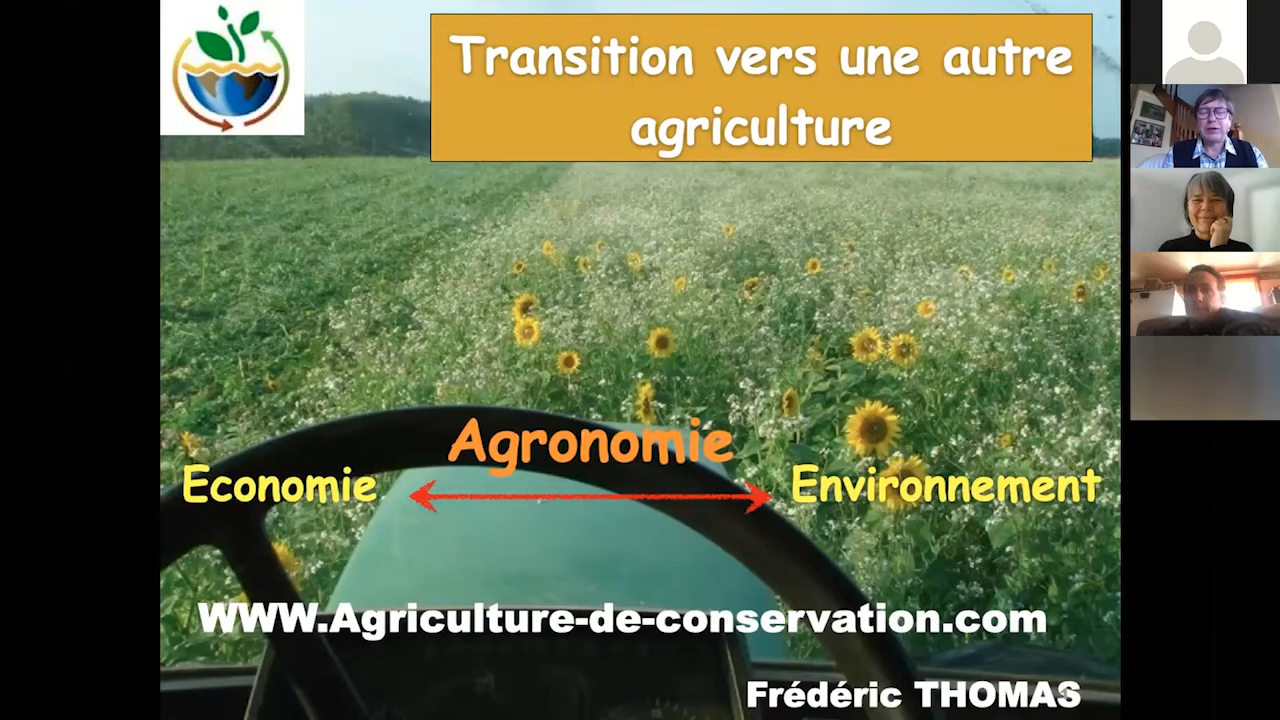 Transition vers une autre
agriculture
Agronomie
Economie
Environnement
WWW.Agriculture-de-conservation.com
Frédéric THOMAS